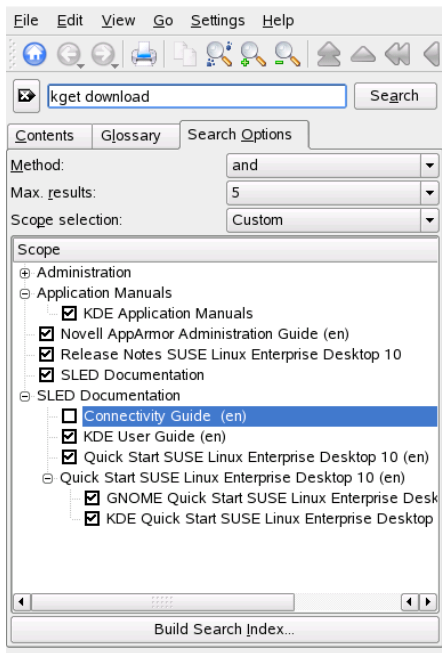 File Edit View Go Settings Help
kget download Search
Contents Glossary Search Options
Method: and
Max. results: 5
Scope selection: Custom
Scope
Administration
Application Manuals
KDE Application Manuals
Novell AppArmor Administration Guide (en)
Release Notes SUSE Linux Enterprise Desktop 10
SLED Documentation
SLED Documentation
Connectivity Guide (en)
KDE User Guide (en)
Quick Start SUSE Linux Enterprise Desktop 10 (en)
Quick Start SUSE Linux Enterprise Desktop 10 (en)
GNOME Quick Start SUSE Linux Enterprise Desk
KDE Quick Start SUSE Linux Enterprise Desktop
Build Search Index...